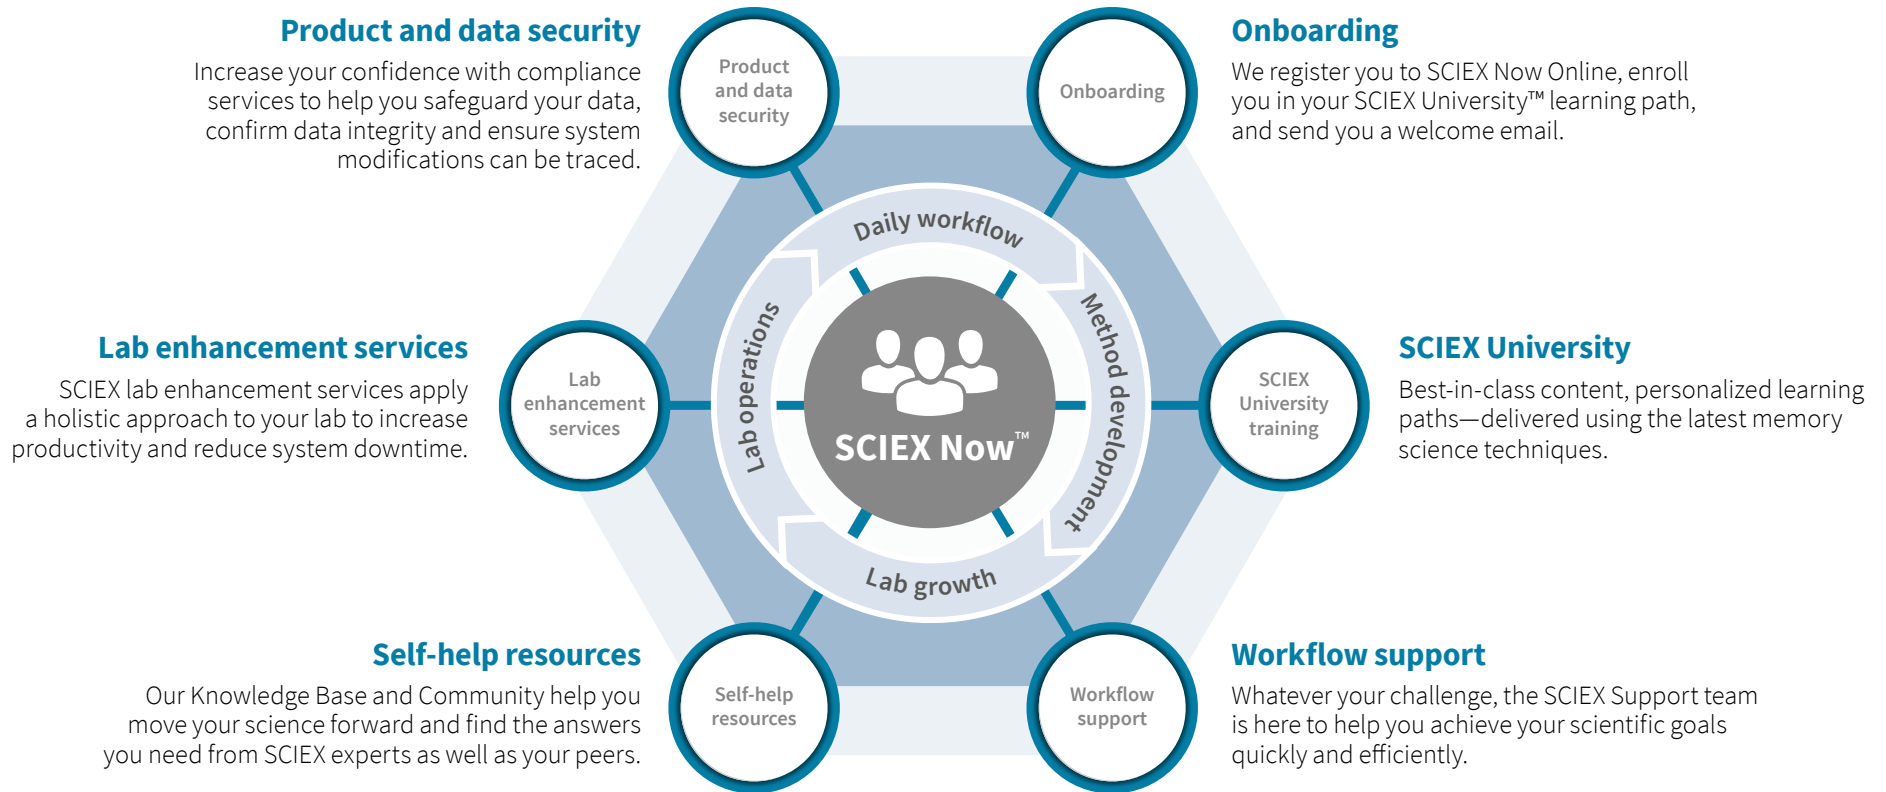 Product and data security
Increase your confidence with compliance
services to help you safeguard your data,
confirm data integrity and ensure system
modifications can be traced.
Product
and data
security
Onboarding
Onboarding
We register you to SCIEX Now Online, enroll
you in your SCIEX University™ learning path,
and send you a welcome email.
Daily workflow
Method development
Lab growth
Lab operations
SCIEX Now™
Lab enhancement services
SCIEX lab enhancement services apply
a holistic approach to your lab to increase
productivity and reduce system downtime.
Lab
enhancement
services
SCIEX
University
training
SCIEX University
Best-in-class content, personalized learning
paths—delivered using the latest memory
science techniques.
Self-help resources
Our Knowledge Base and Community help you
move your science forward and find the answers
you need from SCIEX experts as well as your peers.
Self-help
resources
Workflow
support
Workflow support
Whatever your challenge, the SCIEX Support team
is here to help you achieve your scientific goals
quickly and efficiently.